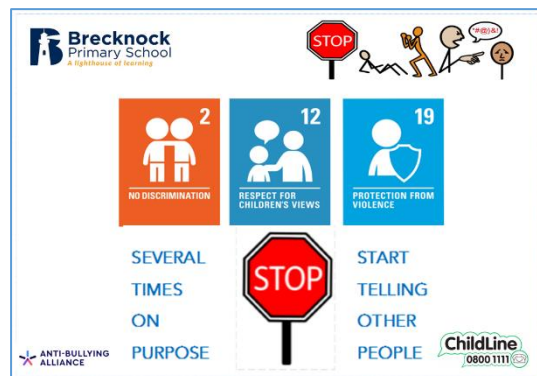 Brecknock
Primary School
A lighthouse of learning
STOP
"#@)&!
2
NO DISCRIMINATION
12
RESPECT FOR
CHILDREN'S VIEWS
19
PROTECTION FROM
VIOLENCE
SEVERAL
TIMES
ON
PURPOSE
STOP
START
TELLING
OTHER
PEOPLE
ANTI-BULLYING
ALLIANCE
ChildLine
0800 1111